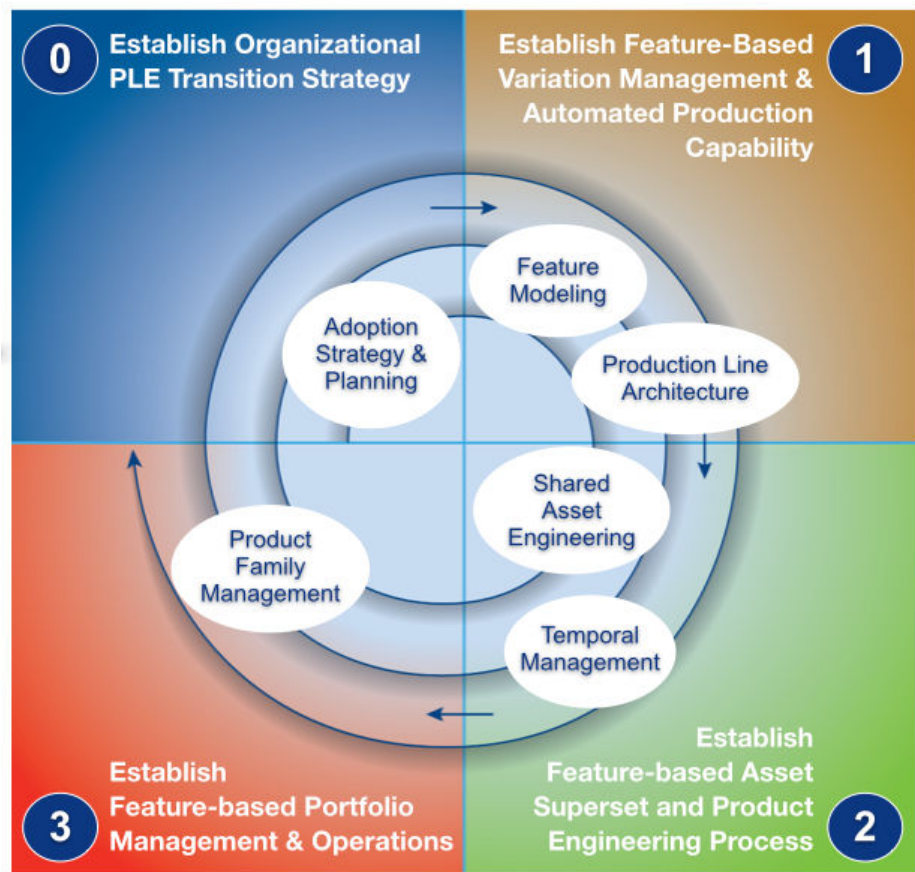 0
Establish Organizational
PLE Transition Strategy
Establish Feature-Based
Variation Management &
Automated Production
Capability
1
Feature
Modeling
Adoption
Strategy &
Planning
Production Line
Architecture
Shared
Asset
Engineering
Product
Family
Management
Temporal
Management
3
Establish
Feature-based Portfolio
Management & Operations
Establish
Feature-based Asset
Superset and Product
Engineering Process
2